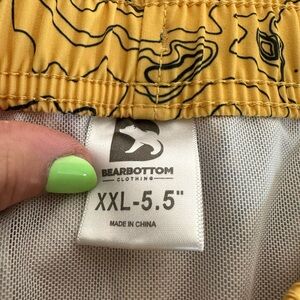 BEARBOTTOM
CLOTHING
XXL-5.5"
MADE IN CHINA